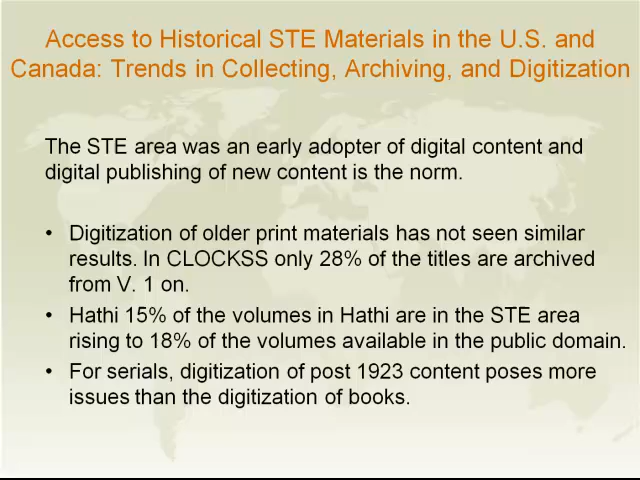 Access to Historical STE Materials in the U.S. and
Canada: Trends in Collecting, Archiving, and Digitization
The STE area was an early adopter of digital content and
digital publishing of new content is the norm.
• Digitization of older print materials has not seen similar
results. In CLOCKSS only 28% of the titles are archived
from V. 1 on.
• Hathi 15% of the volumes in Hathi are in the STE area
rising to 18% of the volumes available in the public domain.
• For serials, digitization of post 1923 content poses more
issues than the digitization of books.